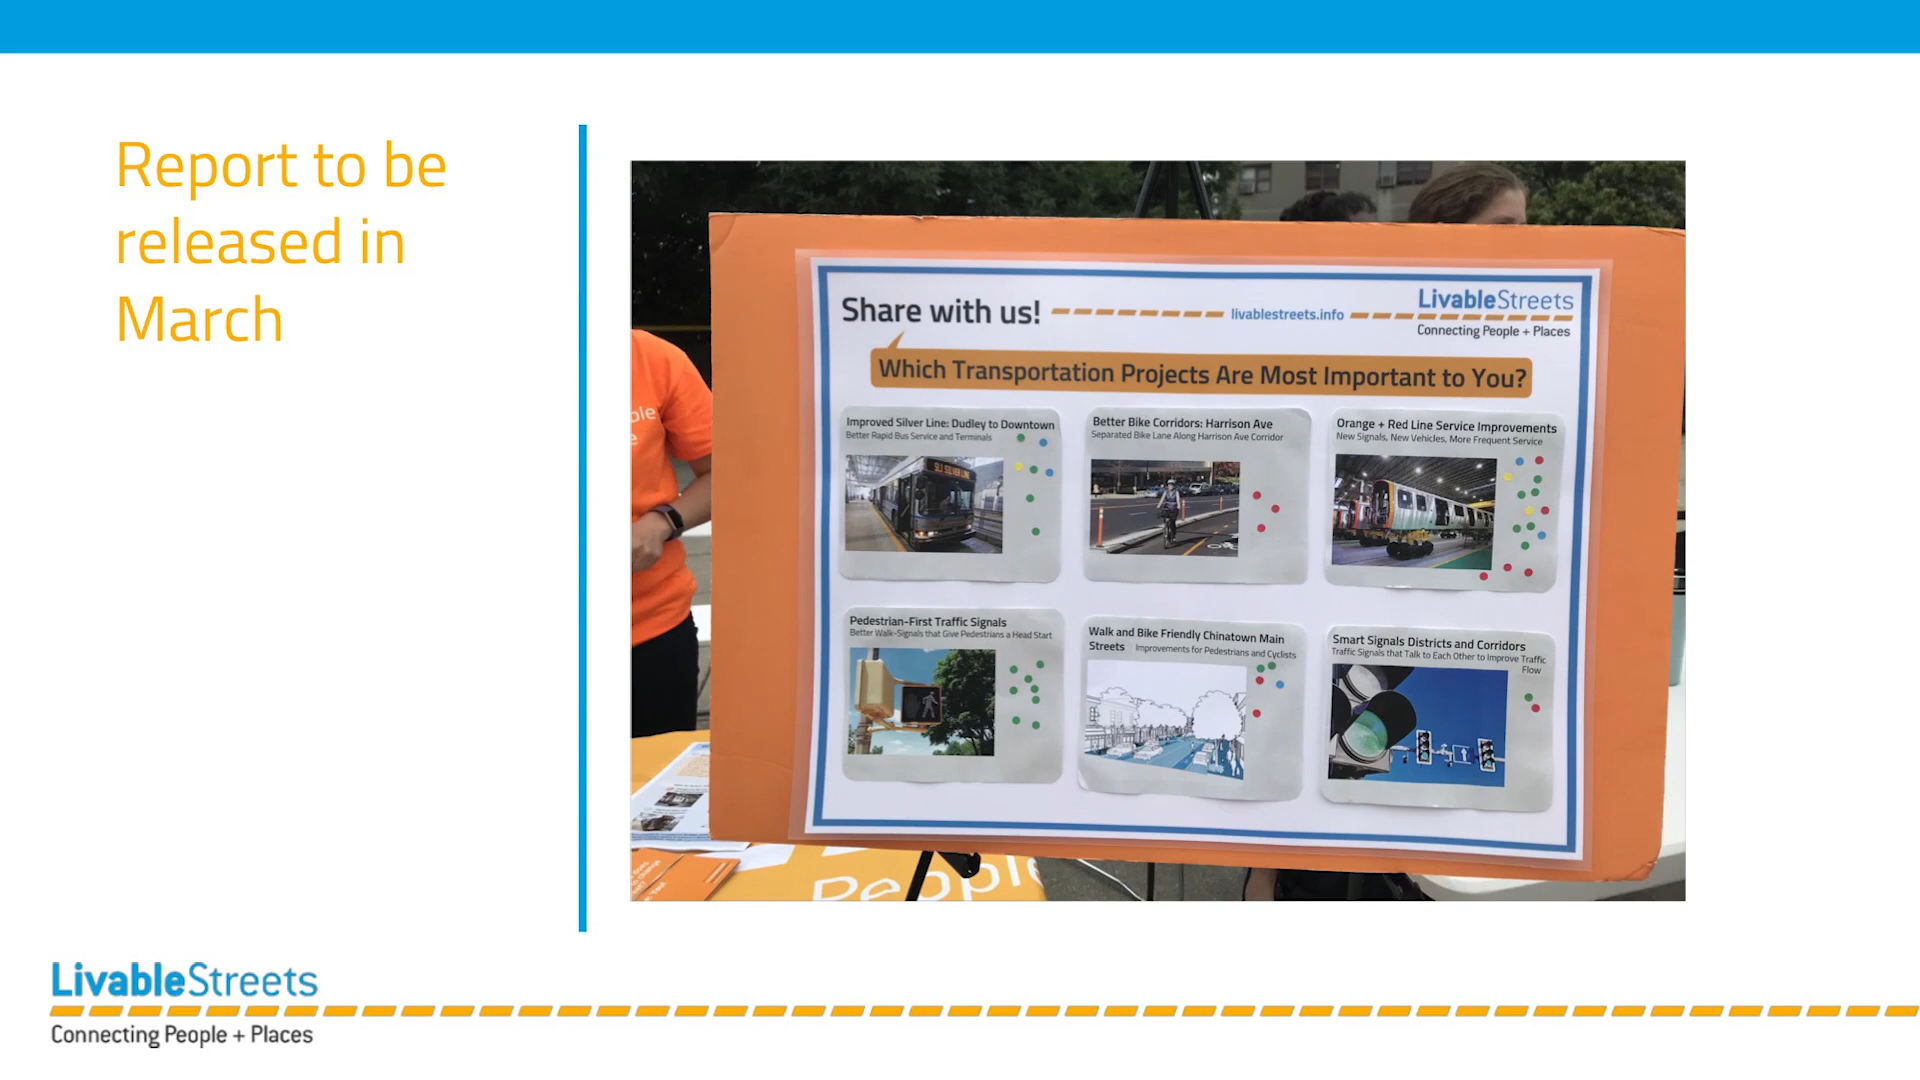 Report to be
released in
March
Share with us!
livablestreets.info
LivableStreets
Connecting People + Places
Which Transportation Projects Are Most Important to You?
Improved Silver Line: Dudley to Downtown
Better Rapid Bus Service and Terminals
SL5 SILVER LINE
Better Bike Corridors: Harrison Ave
Separated Bike Lane Along Harrison Ave Corridor
Orange + Red Line Service Improvements
New Signals, New Vehicles, More Frequent Service
Pedestrian-First Traffic Signals
Better Walk-Signals that Give Pedestrians a Head Start
Walk and Bike Friendly Chinatown Main
Streets Improvements for Pedestrians and Cyclists
Smart Signals Districts and Corridors
Traffic Signals that Talk to Each Other to Improve Traffic
Flow
People
LivableStreets
Connecting People + Places